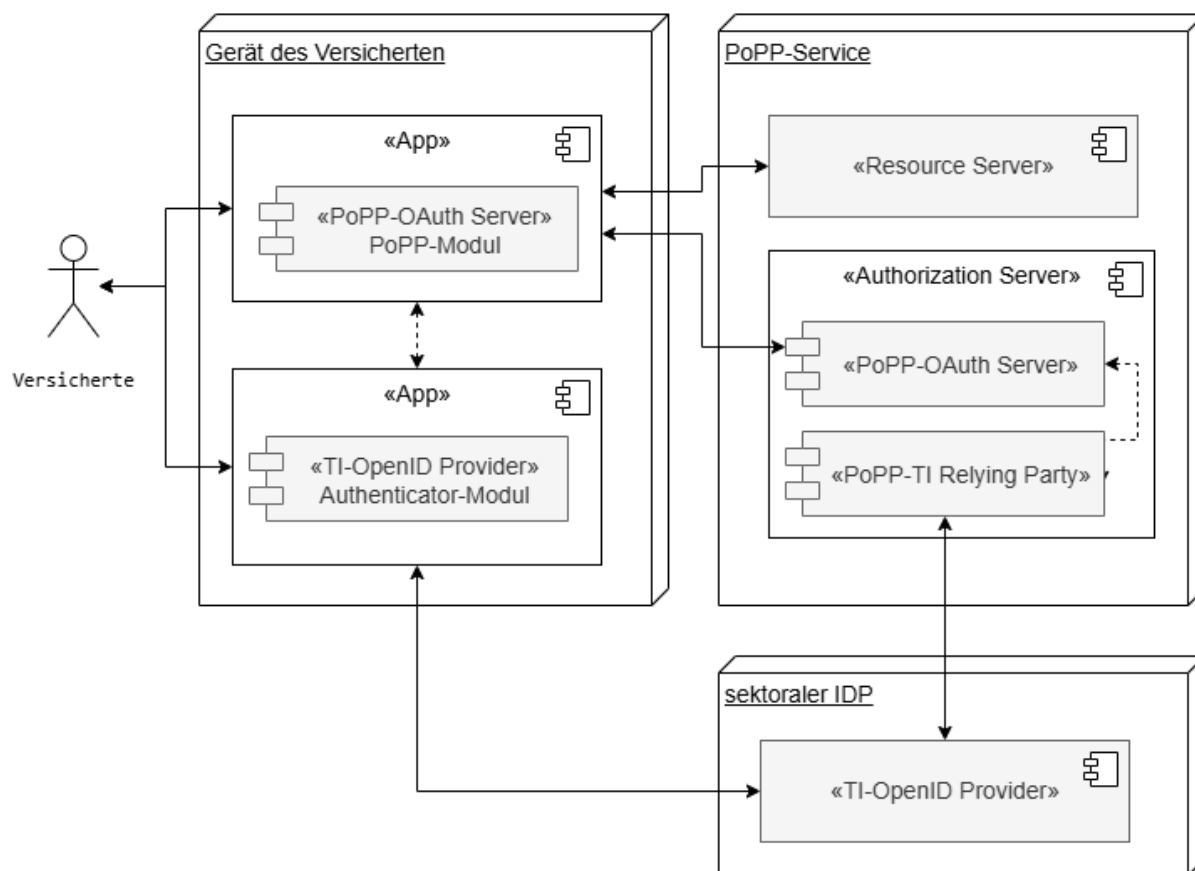 Gerät des Versicherten
«App»
«PoPP-OAuth Server»
PoPP-Modul
Versicherte
«App»
«TI-OpenID Provider»
Authenticator-Modul
PoPP-Service
«Resource Server»
«Authorization Server»
«PoPP-OAuth Server»
«PoPP-TI Relying Party»
sektoraler IDP
«TI-OpenID Provider»